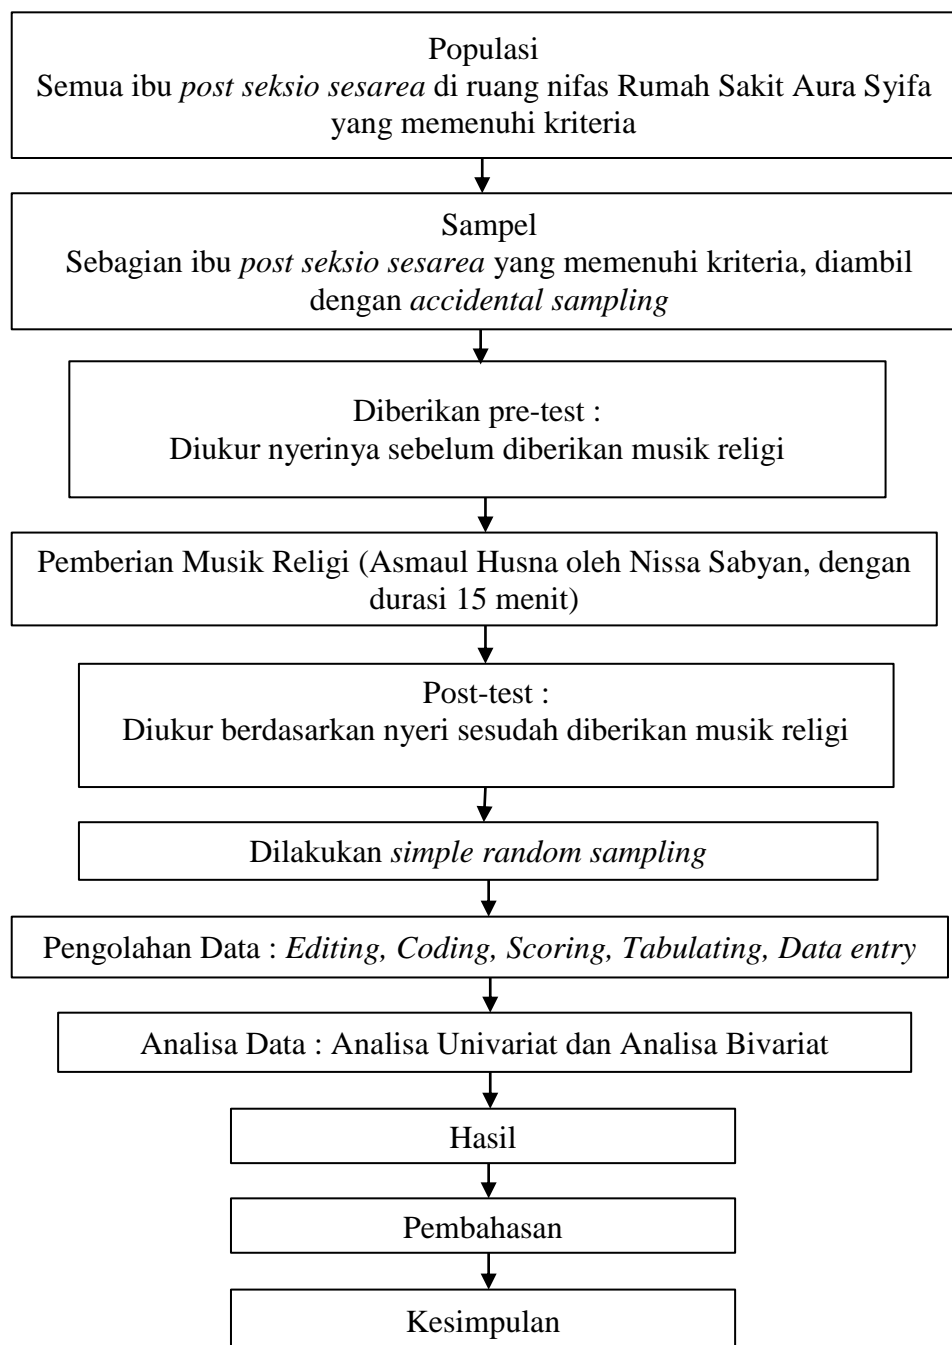 Populasi
Semua ibu post seksio sesarea di ruang nifas Rumah Sakit Aura Syifa
yang memenuhi kriteria
Sampel
Sebagian ibu post seksio sesarea yang memenuhi kriteria, diambil
dengan accidental sampling
Diberikan pre-test :
Diukur nyerinya sebelum diberikan musik religi
Pemberian Musik Religi (Asmaul Husna oleh Nissa Sabyan, dengan
durasi 15 menit)
Post-test :
Diukur berdasarkan nyeri sesudah diberikan musik religi
Dilakukan simple random sampling
Pengolahan Data : Editing, Coding, Scoring, Tabulating, Data entry
Analisa Data : Analisa Univariat dan Analisa Bivariat
Hasil
Pembahasan
Kesimpulan